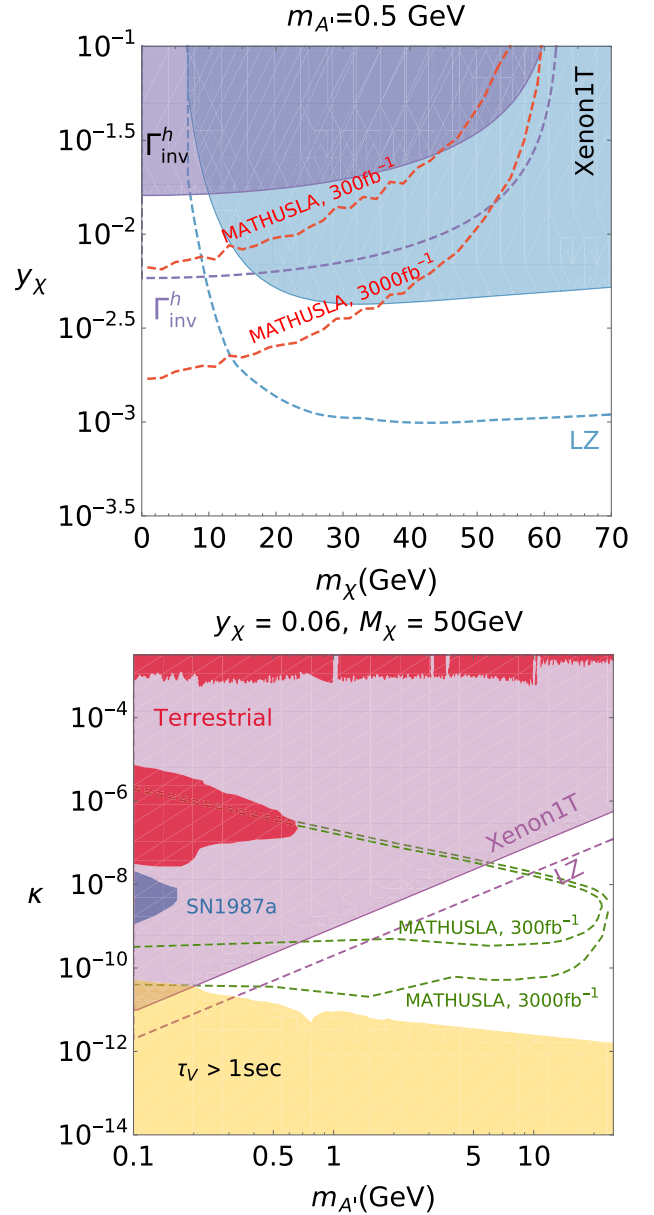 m_A'=0.5 GeV
10⁻¹
10⁻¹·⁵
10⁻²
10⁻²·⁵
10⁻³
10⁻³·⁵
y_χ
Γ^h_inv
MATHUSLA, 300fb⁻¹
Xenon1T
Γ^h_inv
MATHUSLA, 3000fb⁻¹
LZ
0 10 20 30 40 50 60 70
m_χ(GeV)
y_χ = 0.06, M_χ = 50GeV
10⁻⁴
10⁻⁶
10⁻⁸
10⁻¹⁰
10⁻¹²
10⁻¹⁴
κ
Terrestrial
Xenon1T
LZ
SN1987a
MATHUSLA, 300fb⁻¹
MATHUSLA, 3000fb⁻¹
τ_V > 1sec
0.1 0.5 1 5 10
m_A'(GeV)